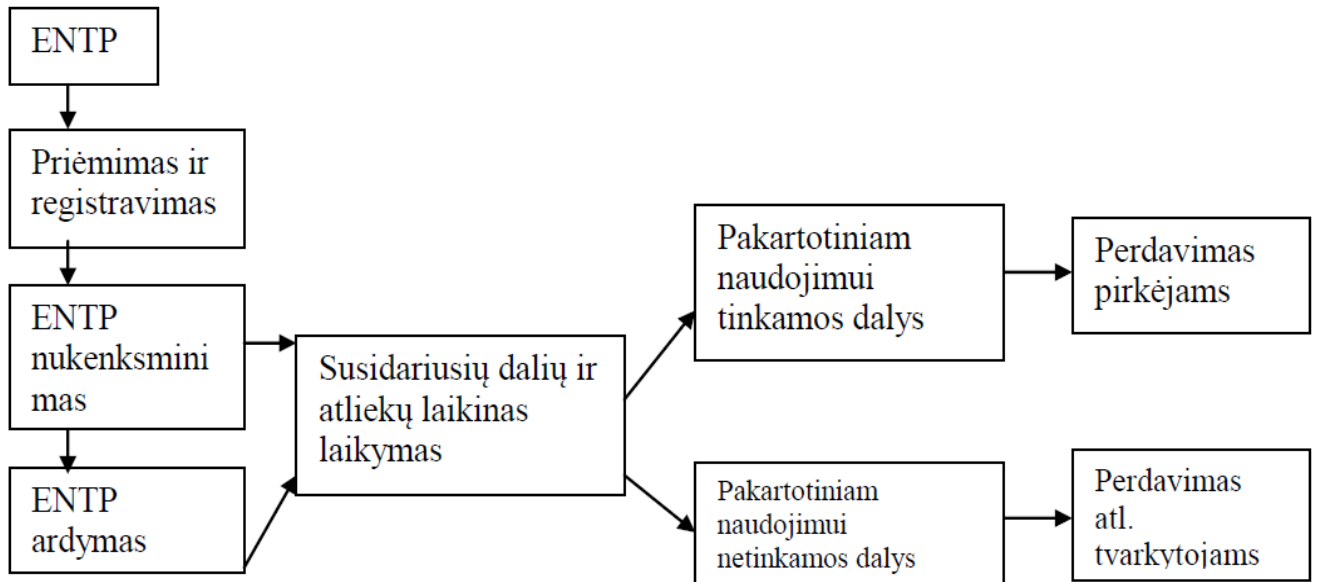 ENTP
Priėmimas ir
registravimas
ENTP
nukenksmini
mas
ENTP
ardymas
Susidariusių dalių ir
atliekų laikinas
laikymas
Pakartotiniam
naudojimui
tinkamos dalys
Perdavimas
pirkėjams
Pakartotiniam
naudojimui
netinkamos dalys
Perdavimas
atl.
tvarkytojams